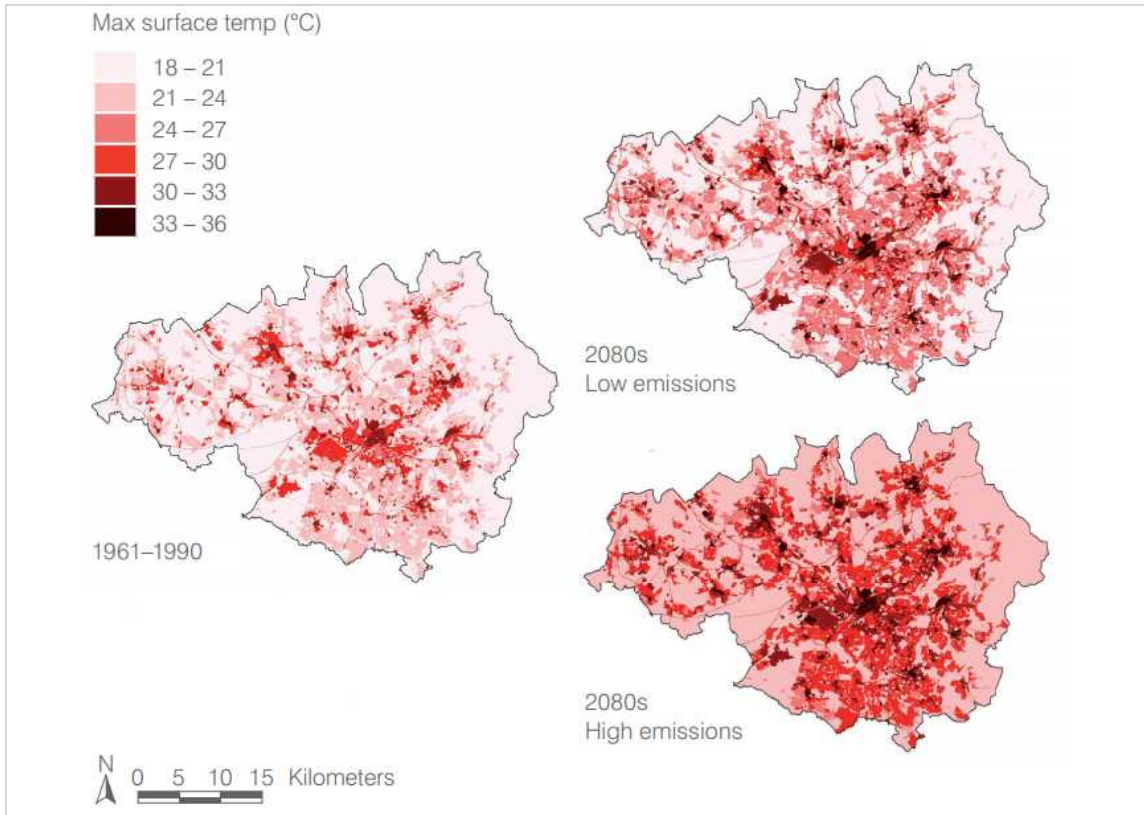 Max surface temp (°C)
18 – 21
21 – 24
24 – 27
27 – 30
30 – 33
33 – 36
1961–1990
2080s
Low emissions
2080s
High emissions
N
0 5 10 15 Kilometers